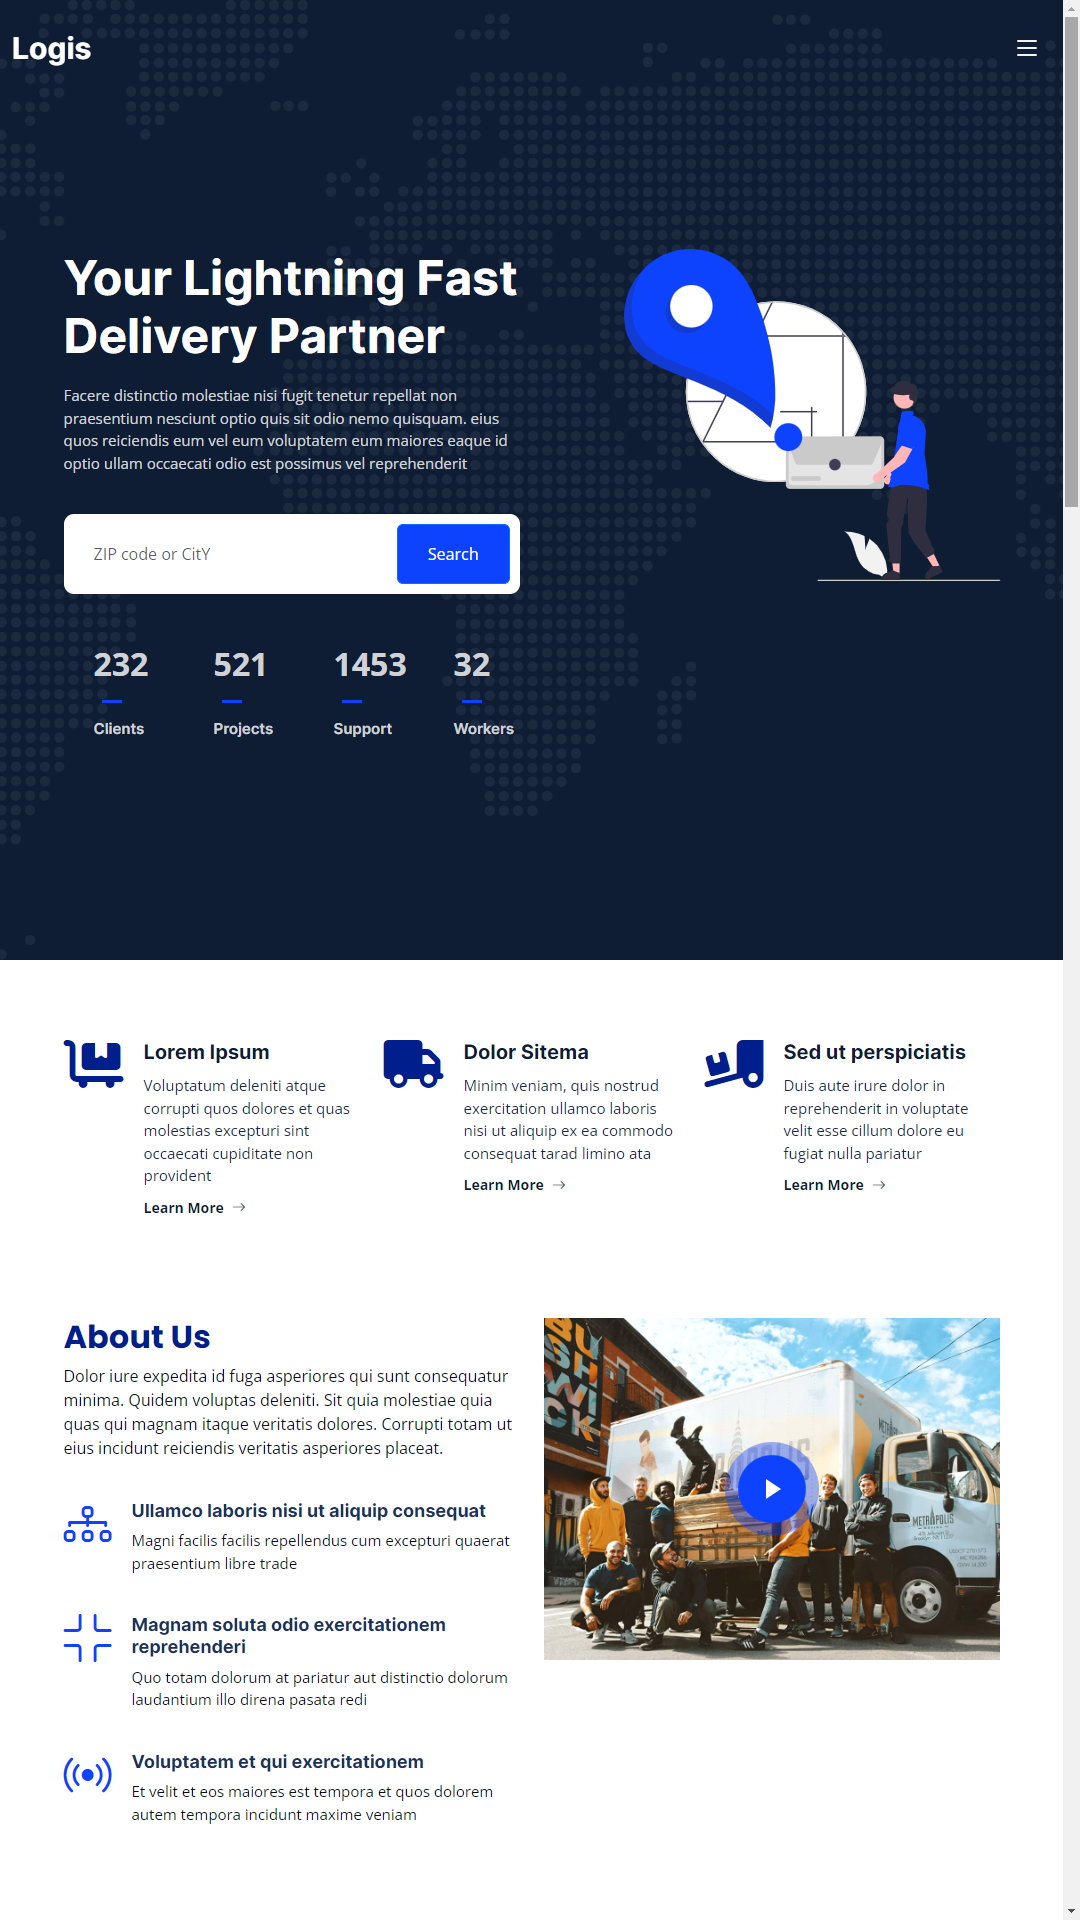 Logis
Your Lightning Fast
Delivery Partner
Facere distinctio molestiae nisi fugit tenetur repellat non
praesentium nesciunt optio quis sit odio nemo quisquam. eius
quos reiciendis eum vel eum voluptatem eum maiores eaque id
optio ullam occaecati odio est possimus vel reprehenderit
ZIP code or CitY
Search
232
521
1453
32
Clients
Projects
Support
Workers
Lorem Ipsum
Voluptatum deleniti atque
corrupti quos dolores et quas
molestias excepturi sint
occaecati cupiditate non
provident
Learn More
Dolor Sitema
Minim veniam, quis nostrud
exercitation ullamco laboris
nisi ut aliquip ex ea commodo
consequat tarad limino ata
Learn More
Sed ut perspiciatis
Duis aute irure dolor in
reprehenderit in voluptate
velit esse cillum dolore eu
fugiat nulla pariatur
Learn More
About Us
Dolor iure expedita id fuga asperiores qui sunt consequatur
minima. Quidem voluptas deleniti. Sit quia molestiae quia
quas qui magnam itaque veritatis dolores. Corrupti totam ut
eius incidunt reiciendis veritatis asperiores placeat.
Ullamco laboris nisi ut aliquip consequat
Magni facilis facilis repellendus cum excepturi quaerat
praesentium libre trade
Magnam soluta odio exercitationem
reprehenderi
Quo totam dolorum at pariatur aut distinctio dolorum
laudantium illo direna pasata redi
Voluptatem et qui exercitationem
Et velit et eos maiores est tempora et quos dolorem
autem tempora incidunt maxime veniam
BUSHWICK
METROPOLIS